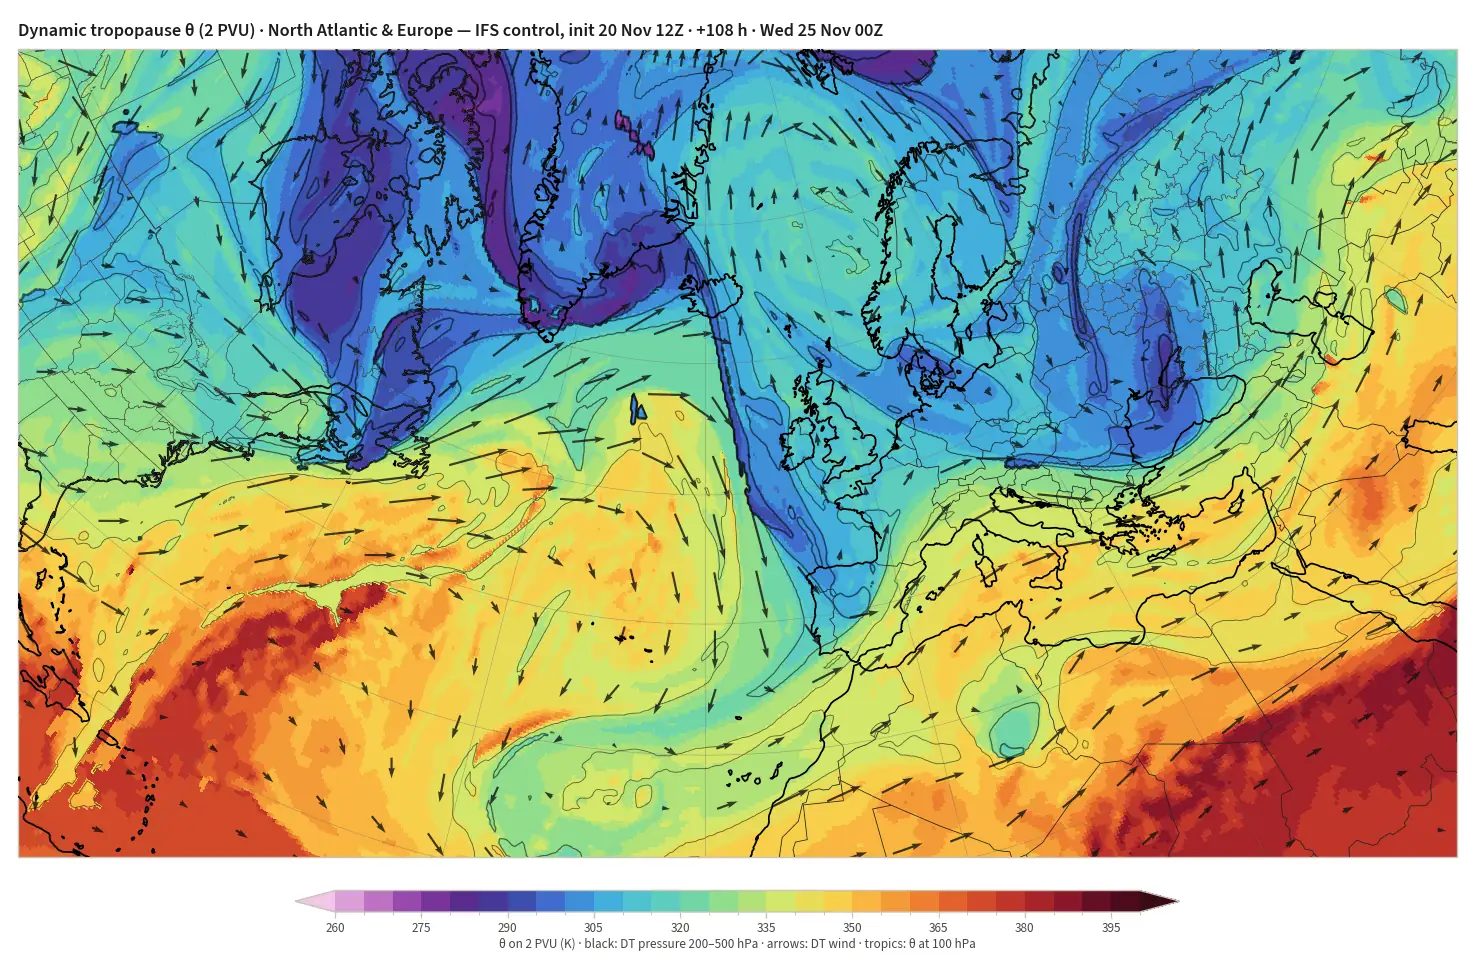 Dynamic tropopause θ (2 PVU) · North Atlantic & Europe — IFS control, init 20 Nov 12Z · +108 h · Wed 25 Nov 00Z
260 275 290 305 320 335 350 365 380 395
θ on 2 PVU (K) · black: DT pressure 200–500 hPa · arrows: DT wind · tropics: θ at 100 hPa